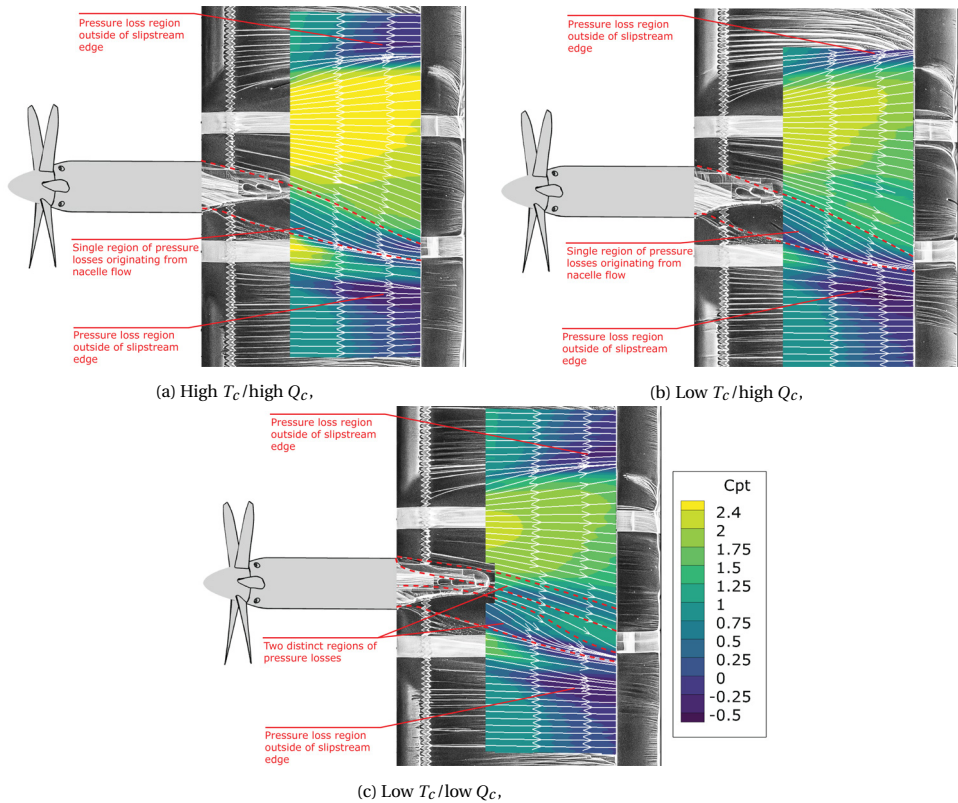 Pressure loss region
outside of slipstream
edge
Single region of pressure
losses originating from
nacelle flow
Pressure loss region
outside of slipstream
edge
(a) High Tc/high Qc,
Pressure loss region
outside of slipstream
edge
Single region of pressure
losses originating from
nacelle flow
Pressure loss region
outside of slipstream
edge
(b) Low Tc/high Qc,
Pressure loss region
outside of slipstream
edge
Two distinct regions of
pressure losses
Pressure loss region
outside of slipstream
edge
(c) Low Tc/low Qc,
Cpt
2.4
2
1.75
1.5
1.25
1
0.75
0.5
0.25
0
-0.25
-0.5